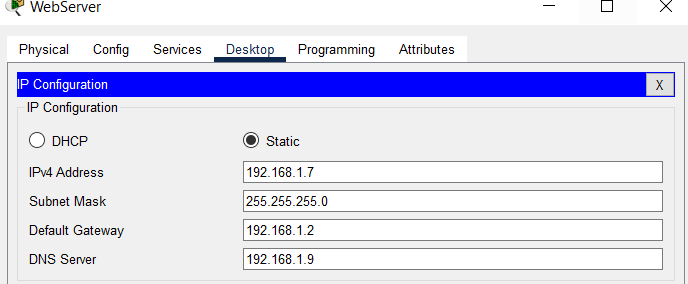 WebServer
Physical Config Services Desktop Programming Attributes
IP Configuration X
IP Configuration
DHCP Static
IPv4 Address 192.168.1.7
Subnet Mask 255.255.255.0
Default Gateway 192.168.1.2
DNS Server 192.168.1.9